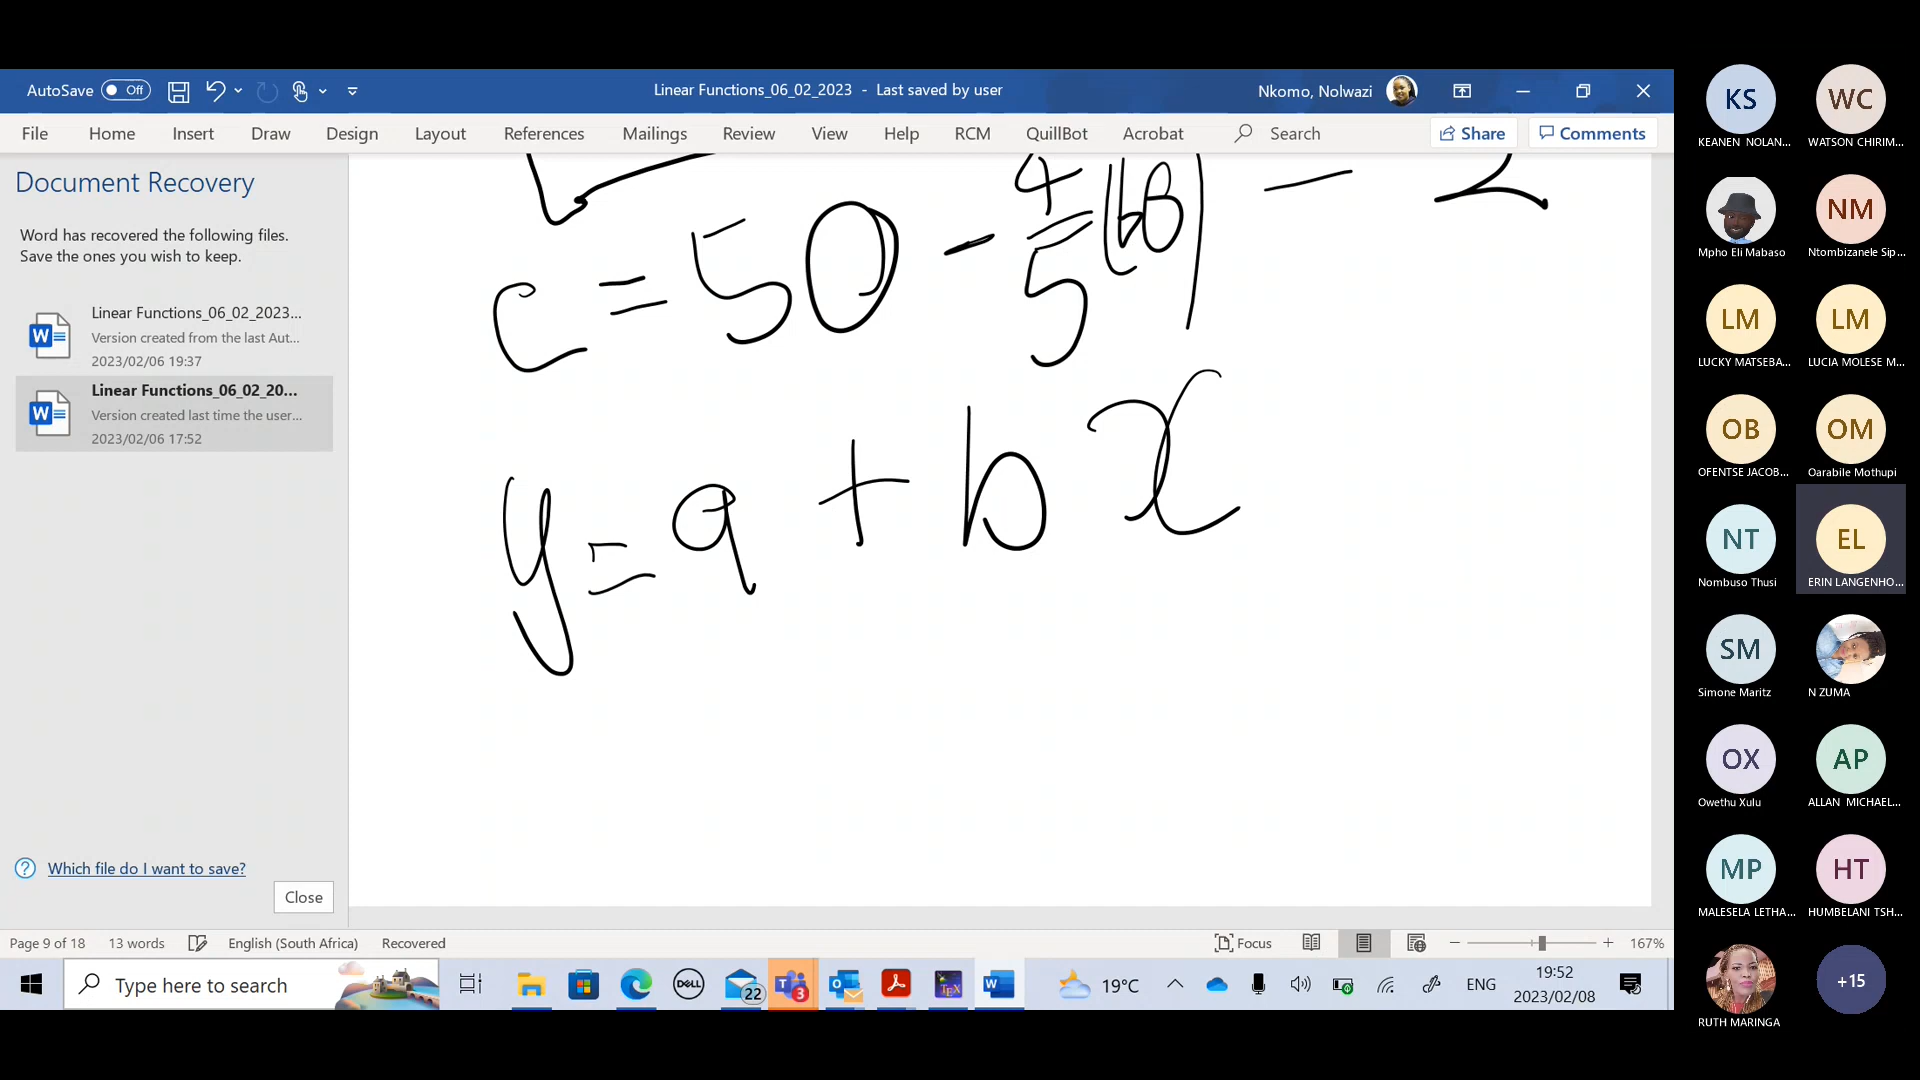 AutoSave Off
Linear Functions_06_02_2023 - Last saved by user
Nkomo, Nolwazi
File Home Insert Draw Design Layout References Mailings Review View Help RCM QuillBot Acrobat Search Share Comments
Document Recovery
Word has recovered the following files.
Save the ones you wish to keep.
Linear Functions_06_02_2023...
Version created from the last Aut...
2023/02/06 19:37
Linear Functions_06_02_20...
Version created last time the user...
2023/02/06 17:52
Which file do I want to save?
Close
c = 50 - 4/5(60) - 2
y = a + bx
Page 9 of 18 13 words English (South Africa) Recovered Focus 167%
Type here to search
22
3
19°C
ENG
19:52
2023/02/08
KS
KEANEN NOLAN...
WC
WATSON CHIRIM...
Mpho Eli Mabaso
NM
Ntombizanele Sip...
LM
LUCKY MATSEBA...
LM
LUCIA MOLESE M...
OB
OFENTSE JACOB...
OM
Oarabile Mothupi
NT
Nombuso Thusi
EL
ERIN LANGENHO...
SM
Simone Maritz
N ZUMA
OX
Owethu Xulu
AP
ALLAN MICHAEL...
MP
MALESELA LETHA...
HT
HUMBELANI TSH...
RUTH MARINGA
+15